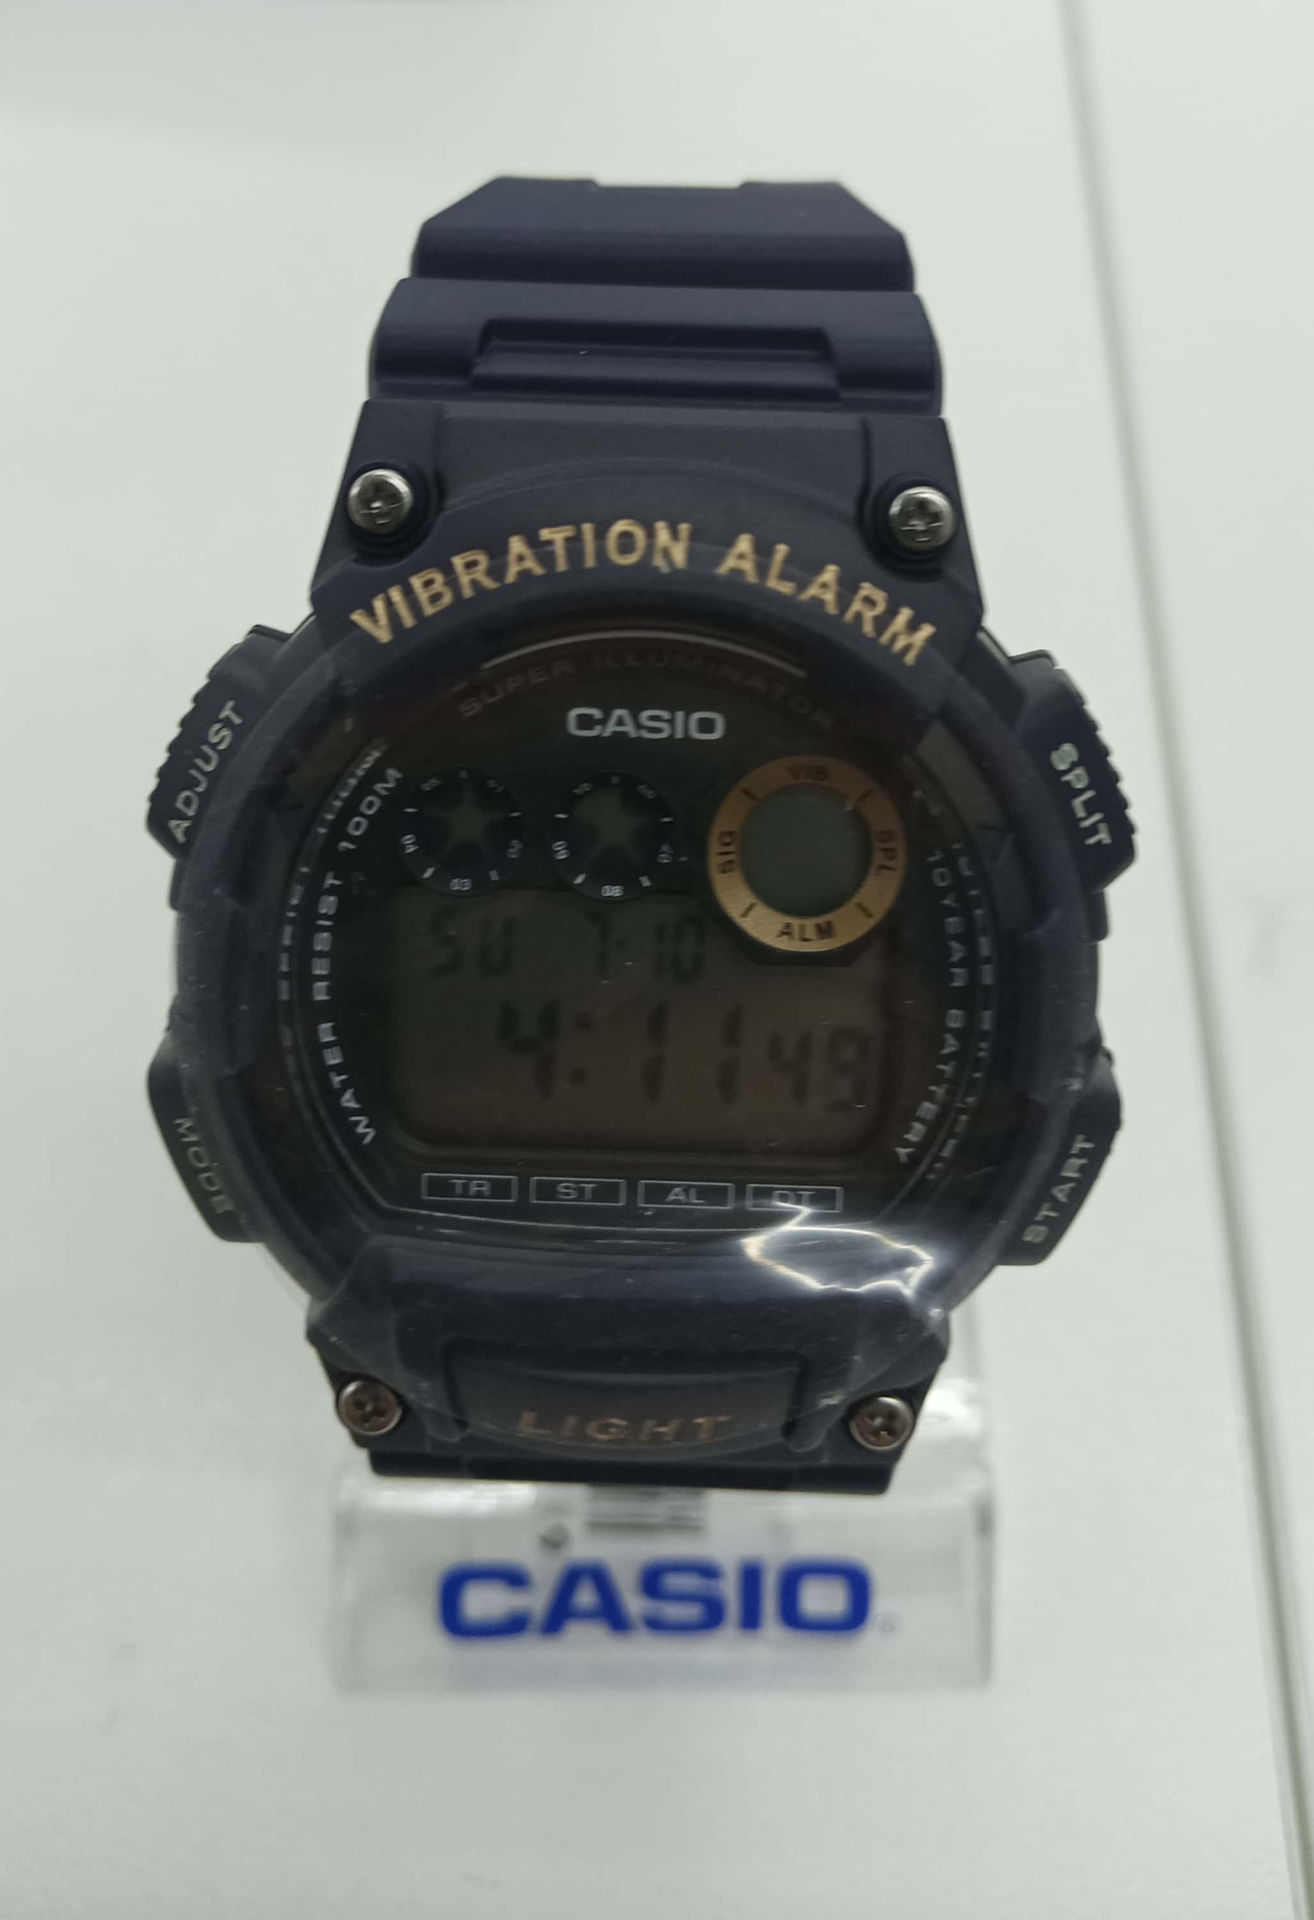 VIBRATION ALARM
SUPER ILLUMINATOR
CASIO
ADJUST
SPLIT
WATER RESIST 100M
10YEAR BATTERY
VIB
SIG
SPL
ALM
SU 7-10
4:11 49
MODE
START
TR ST AL DT
LIGHT
CASIO